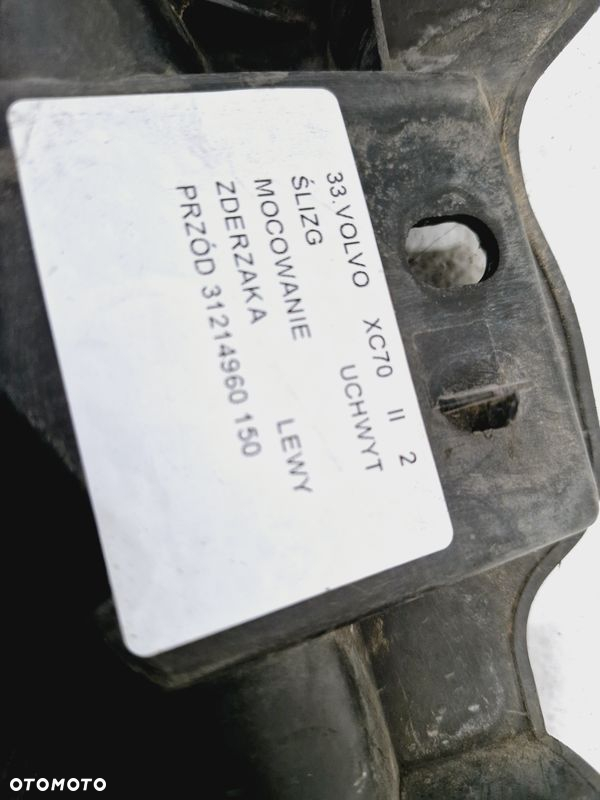 33.VOLVO XC70 II 2
ŚLIZG UCHWYT
MOCOWANIE LEWY
ZDERZAKA
PRZÓD 31214960 150
OTOMOTO